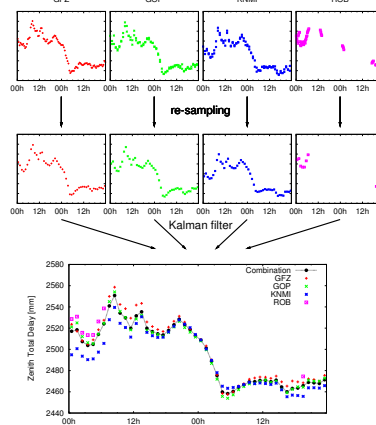 GFZ GOP KNMI ROB
00h 12h 00h 12h 00h 12h 00h 12h 00h 12h 00h 12h 00h 12h 00h 12h
re-sampling
00h 12h 00h 12h 00h 12h 00h 12h 00h 12h 00h 12h 00h 12h 00h 12h
Kalman filter
Zenith Total Delay [mm]
2580
2560
2540
2520
2500
2480
2460
2440
Combination
GFZ
GOP
KNMI
ROB
00h 12h 00h 12h